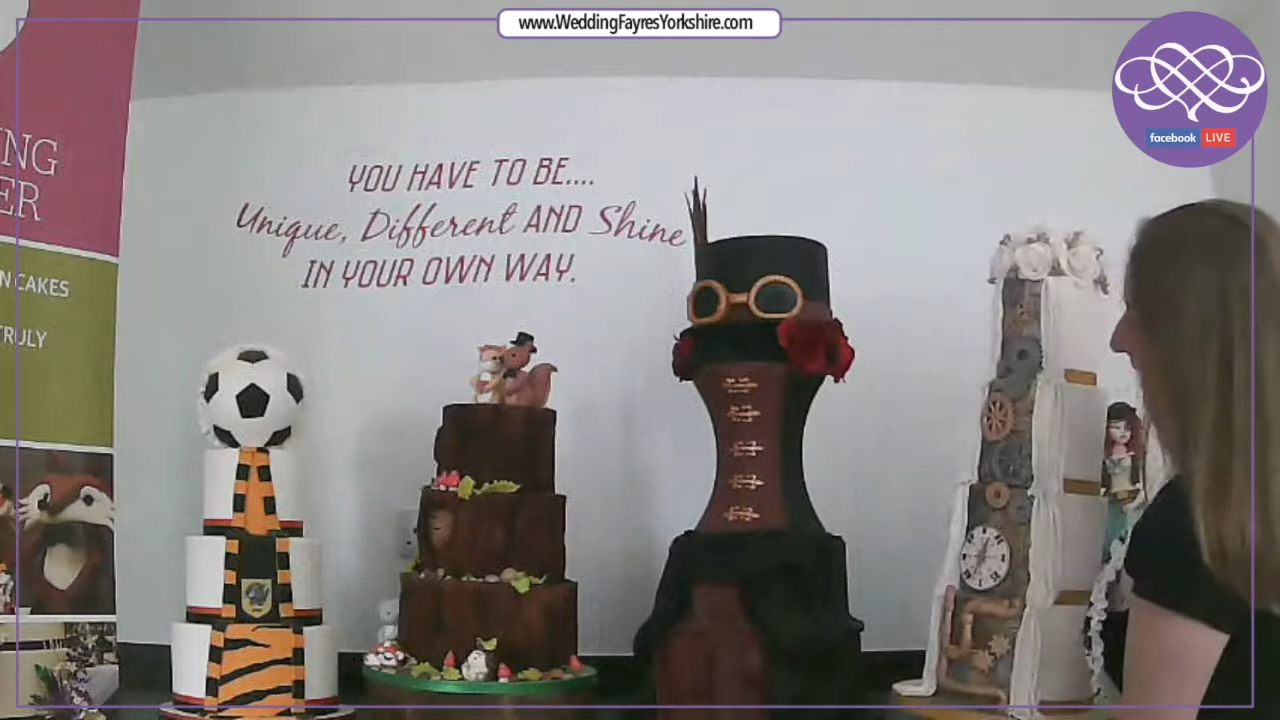 www.WeddingFayresYorkshire.com
facebook LIVE
YOU HAVE TO BE....
Unique, Different AND Shine
IN YOUR OWN WAY.
NG
ER
N CAKES
TRULY